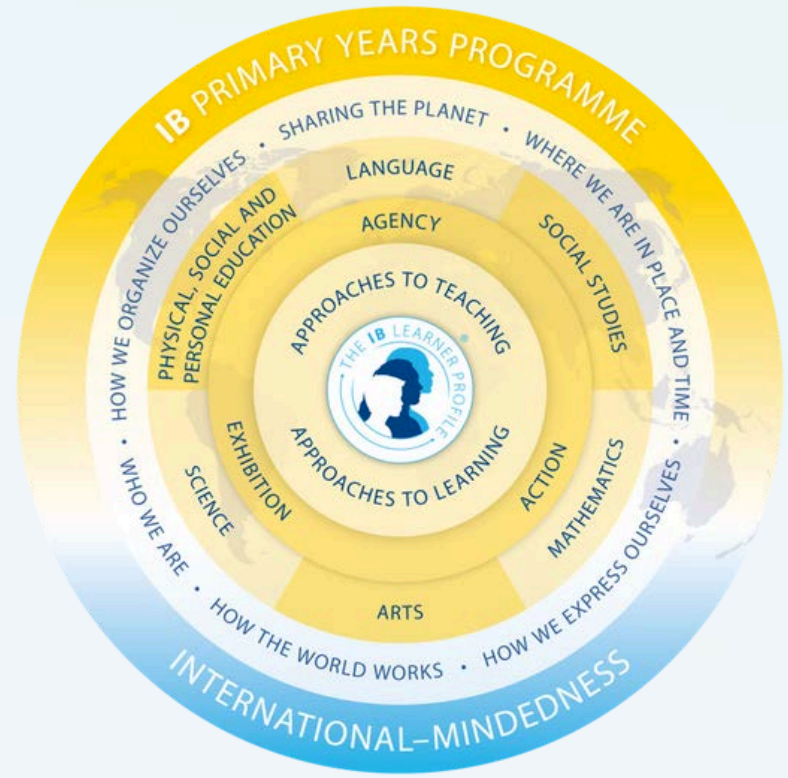 IB PRIMARY YEARS PROGRAMME
SHARING THE PLANET
•
WHERE WE ARE IN PLACE AND TIME
•
HOW WE EXPRESS OURSELVES
•
HOW THE WORLD WORKS
•
WHO WE ARE
•
HOW WE ORGANIZE OURSELVES
•
LANGUAGE
SOCIAL STUDIES
MATHEMATICS
ARTS
SCIENCE
PHYSICAL, SOCIAL AND
PERSONAL EDUCATION
AGENCY
ACTION
EXHIBITION
APPROACHES TO TEACHING
APPROACHES TO LEARNING
• THE IB LEARNER PROFILE •
®
INTERNATIONAL–MINDEDNESS